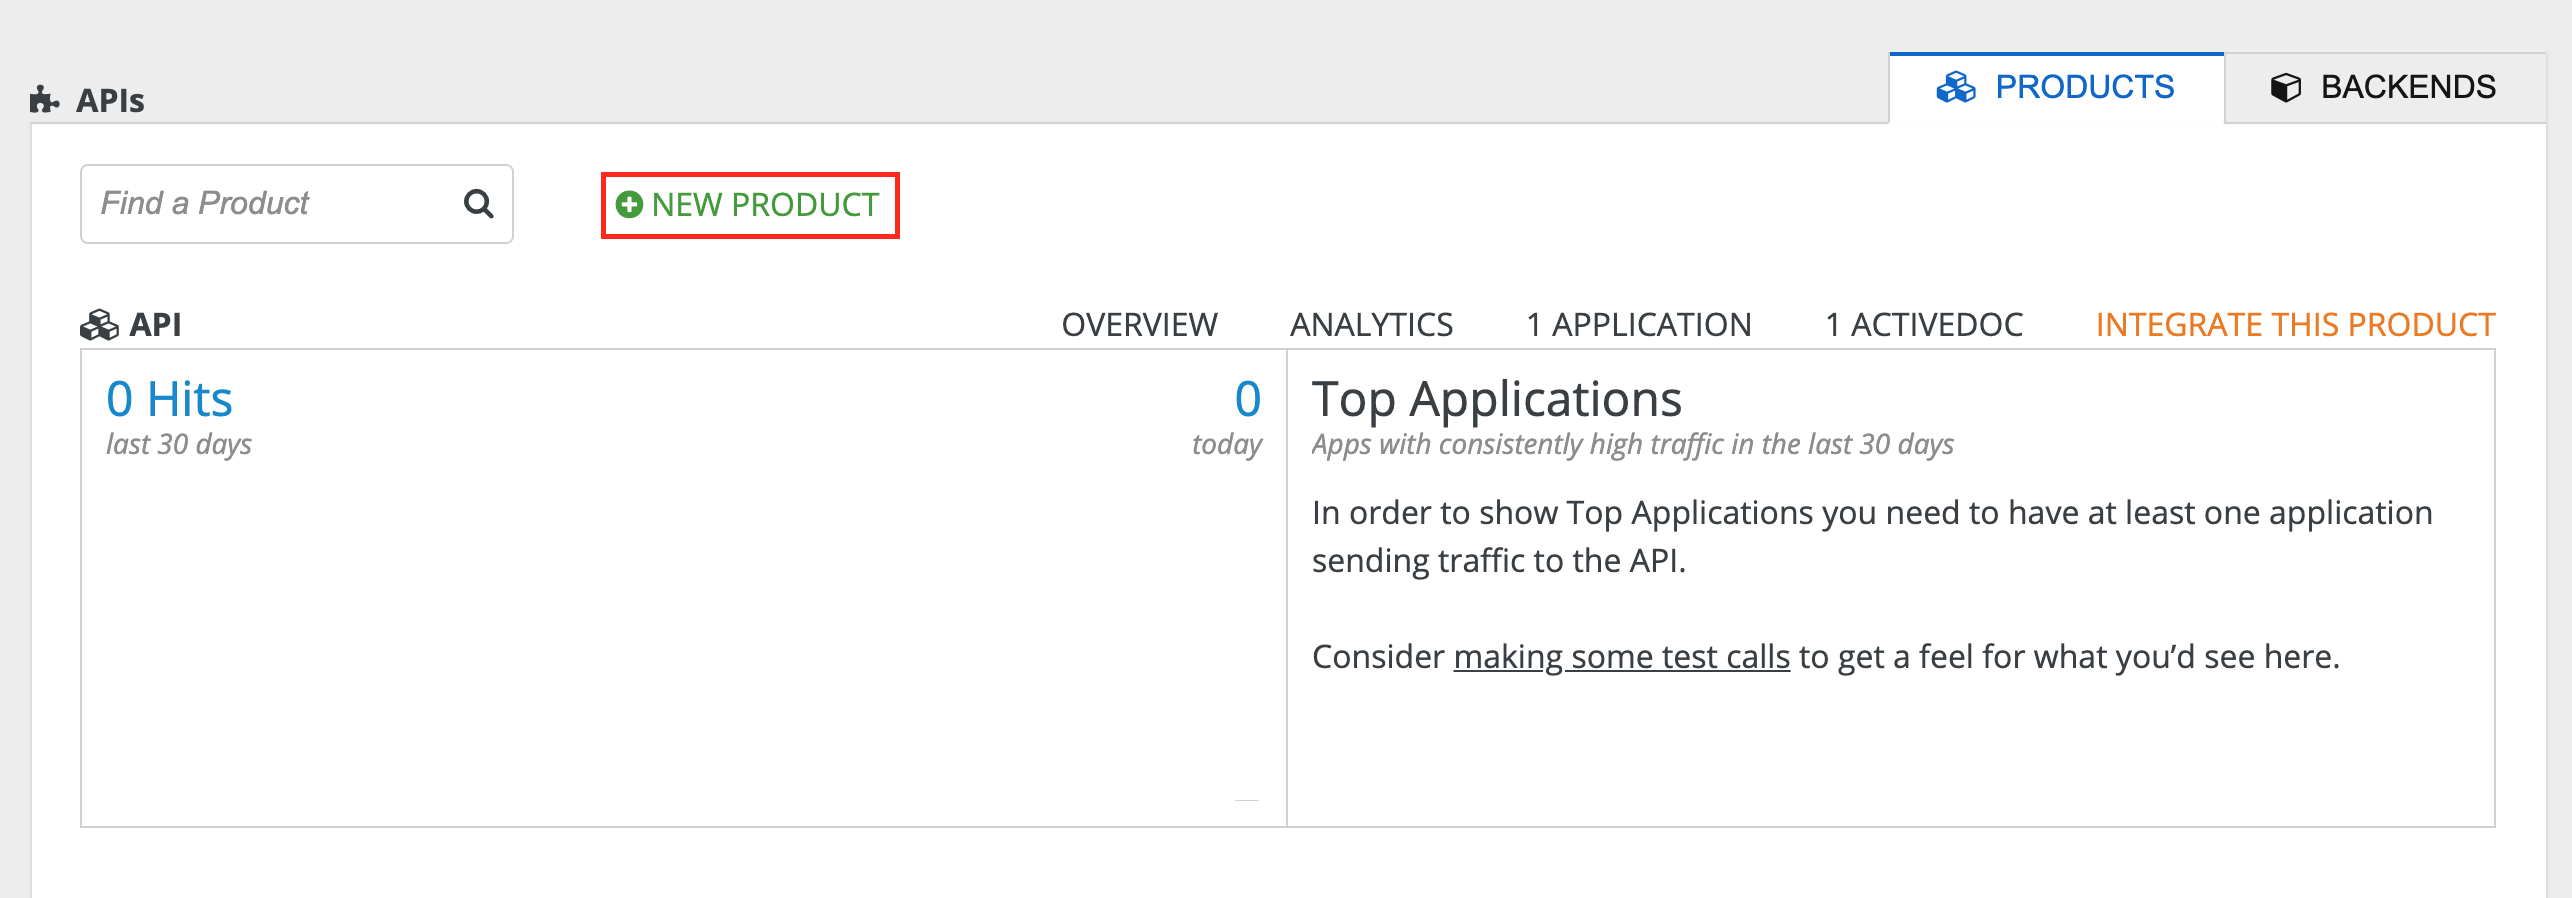 APIs
PRODUCTS
BACKENDS
Find a Product
NEW PRODUCT
API
OVERVIEW
ANALYTICS
1 APPLICATION
1 ACTIVEDOC
INTEGRATE THIS PRODUCT
0 Hits
last 30 days
0
today
Top Applications
Apps with consistently high traffic in the last 30 days
In order to show Top Applications you need to have at least one application
sending traffic to the API.
Consider making some test calls to get a feel for what you’d see here.